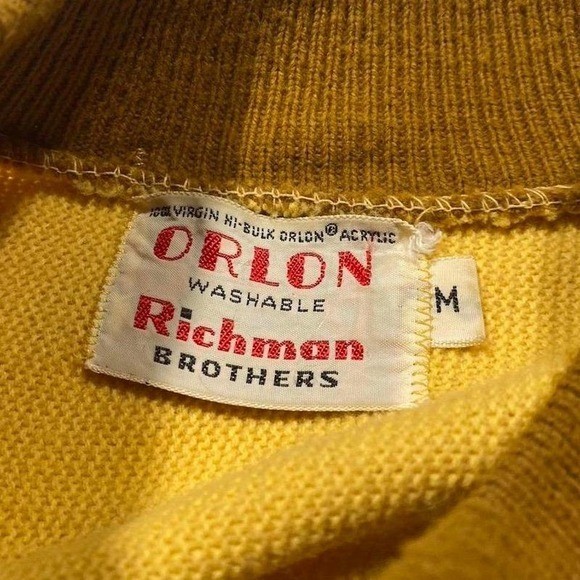 100% VIRGIN HI-BULK ORLON® ACRYLIC
ORLON
WASHABLE
Richman
BROTHERS
M